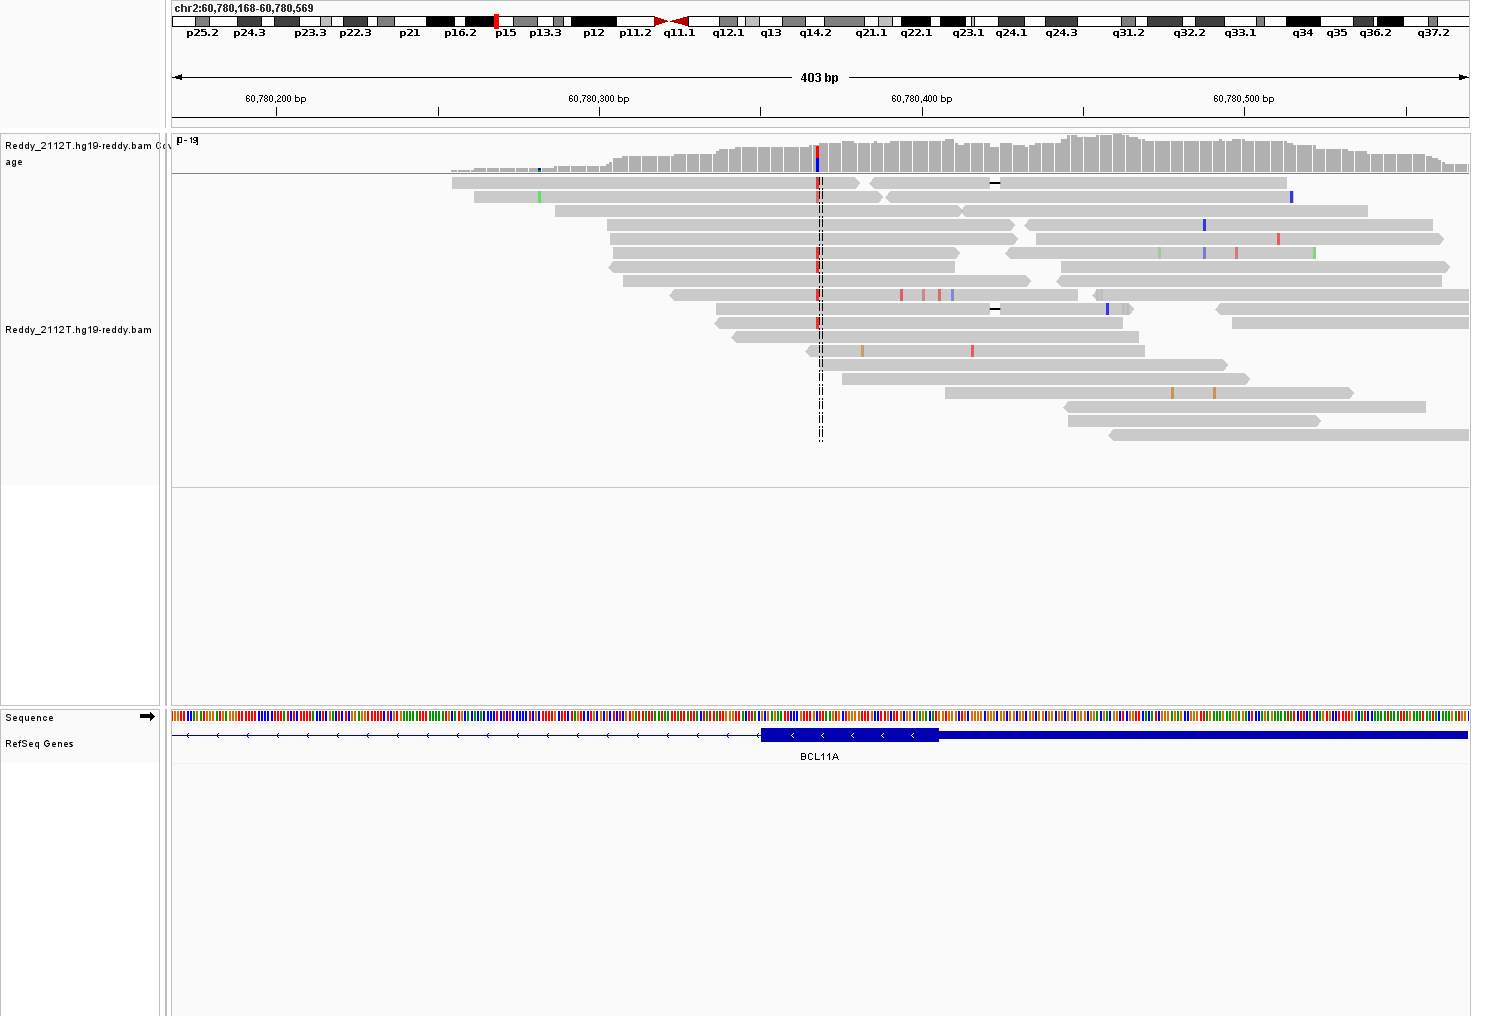 chr2:60,780,168-60,780,569
p25.2 p24.3 p23.3 p22.3 p21 p16.2 p15 p13.3 p12 p11.2 q11.1 q12.1 q13 q14.2 q21.1 q22.1 q23.1 q24.1 q24.3 q31.2 q32.2 q33.1 q34 q35 q36.2 q37.2
403 bp
60,780,200 bp 60,780,300 bp 60,780,400 bp 60,780,500 bp
[0 - 19]
Reddy_2112T.hg19-reddy.bam Cov
age
Reddy_2112T.hg19-reddy.bam
Sequence
RefSeq Genes
BCL11A